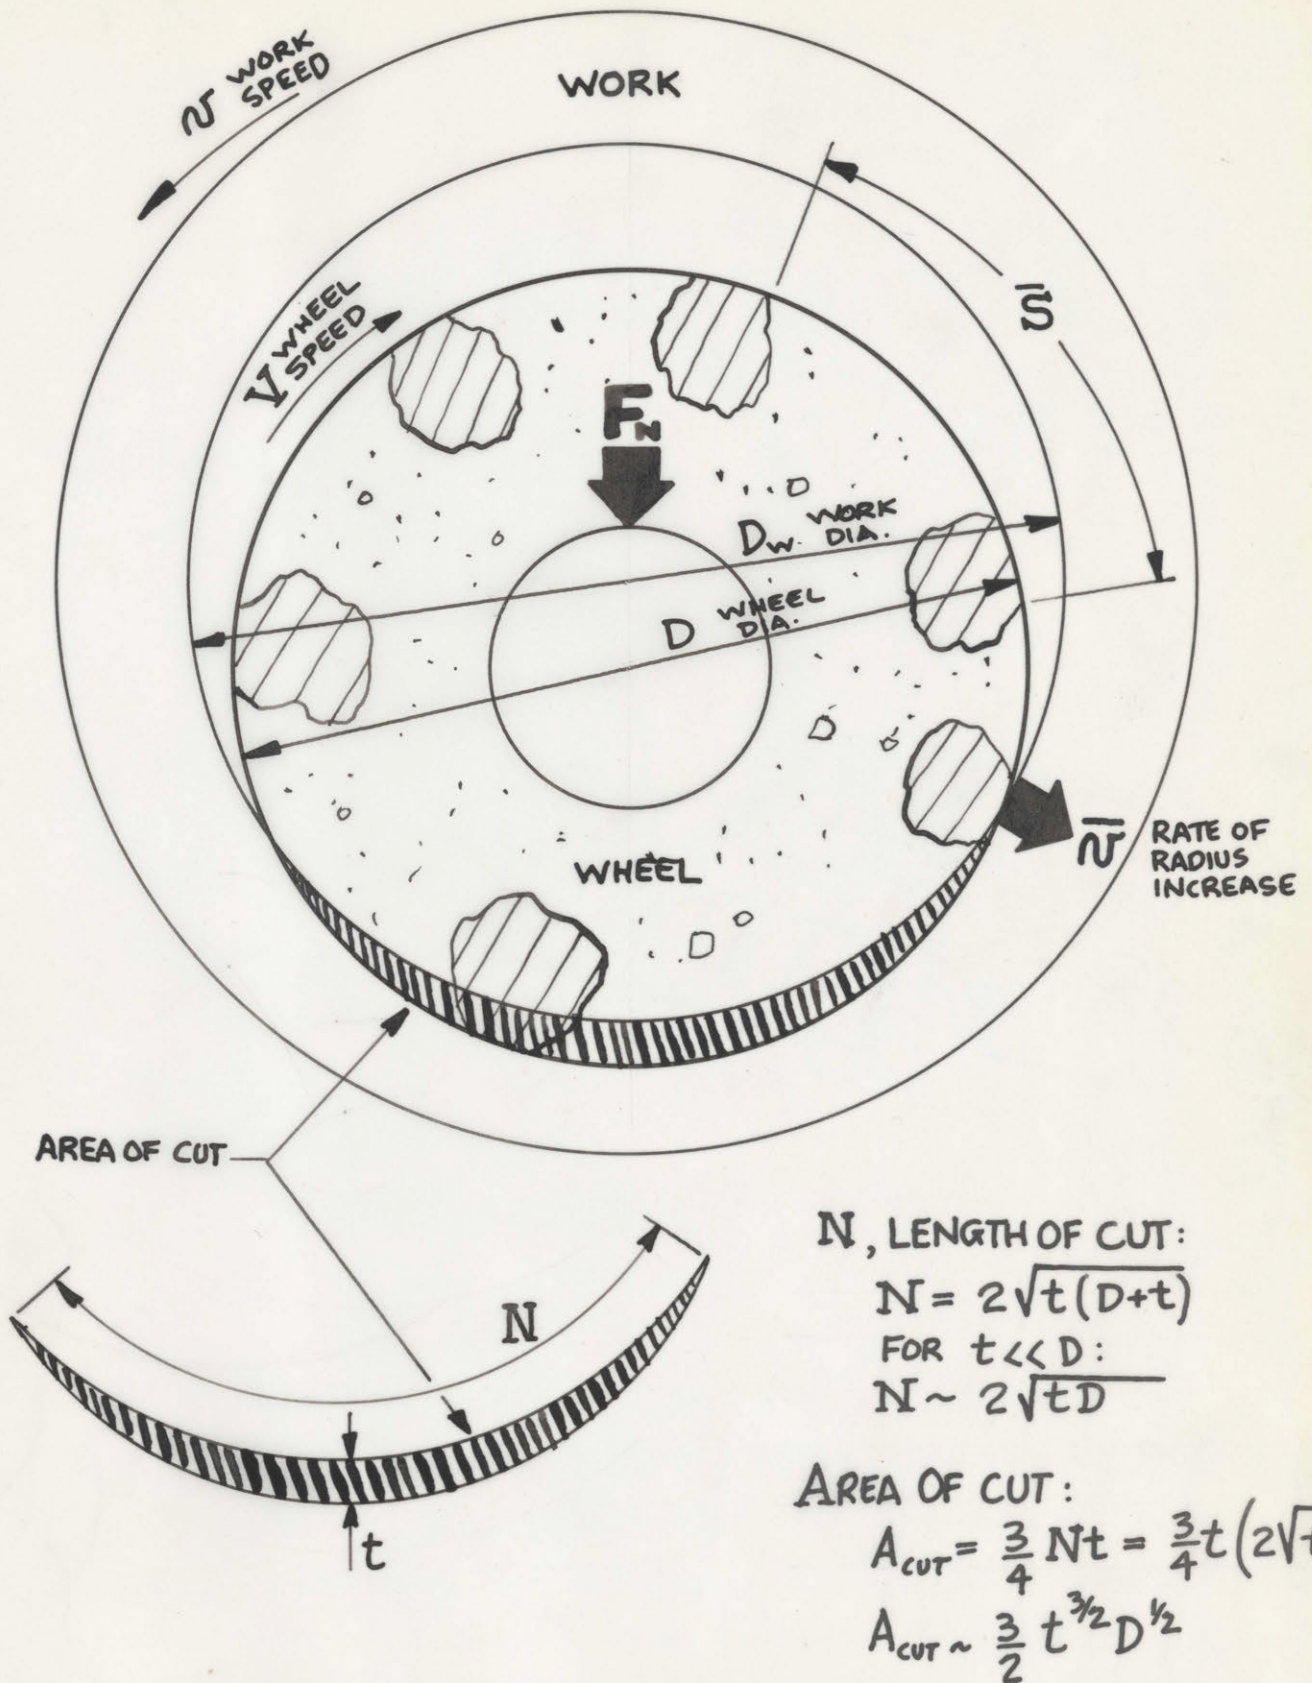 WORK
v WORK
SPEED
V WHEEL
SPEED
S̄
F_N
D_W. WORK
DIA.
D WHEEL
DIA.
WHEEL
v̄ RATE OF
RADIUS
INCREASE
AREA OF CUT
N
t
N, LENGTH OF CUT:
N = 2√t(D+t)
FOR t << D:
N ~ 2√tD
AREA OF CUT:
A_CUT = 3/4 Nt = 3/4 t (2√t
A_CUT ~ 3/2 t^3/2 D^1/2